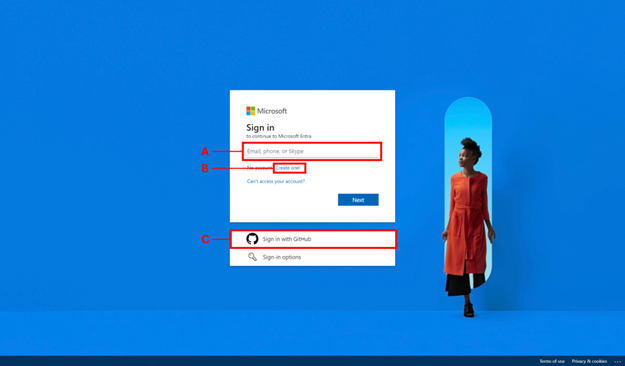 Microsoft
Sign in
to continue to Microsoft Entra
A
Email, phone, or Skype
B
No account? Create one!
Can't access your account?
Next
C
Sign in with GitHub
Sign-in options
Terms of use Privacy & cookies ...